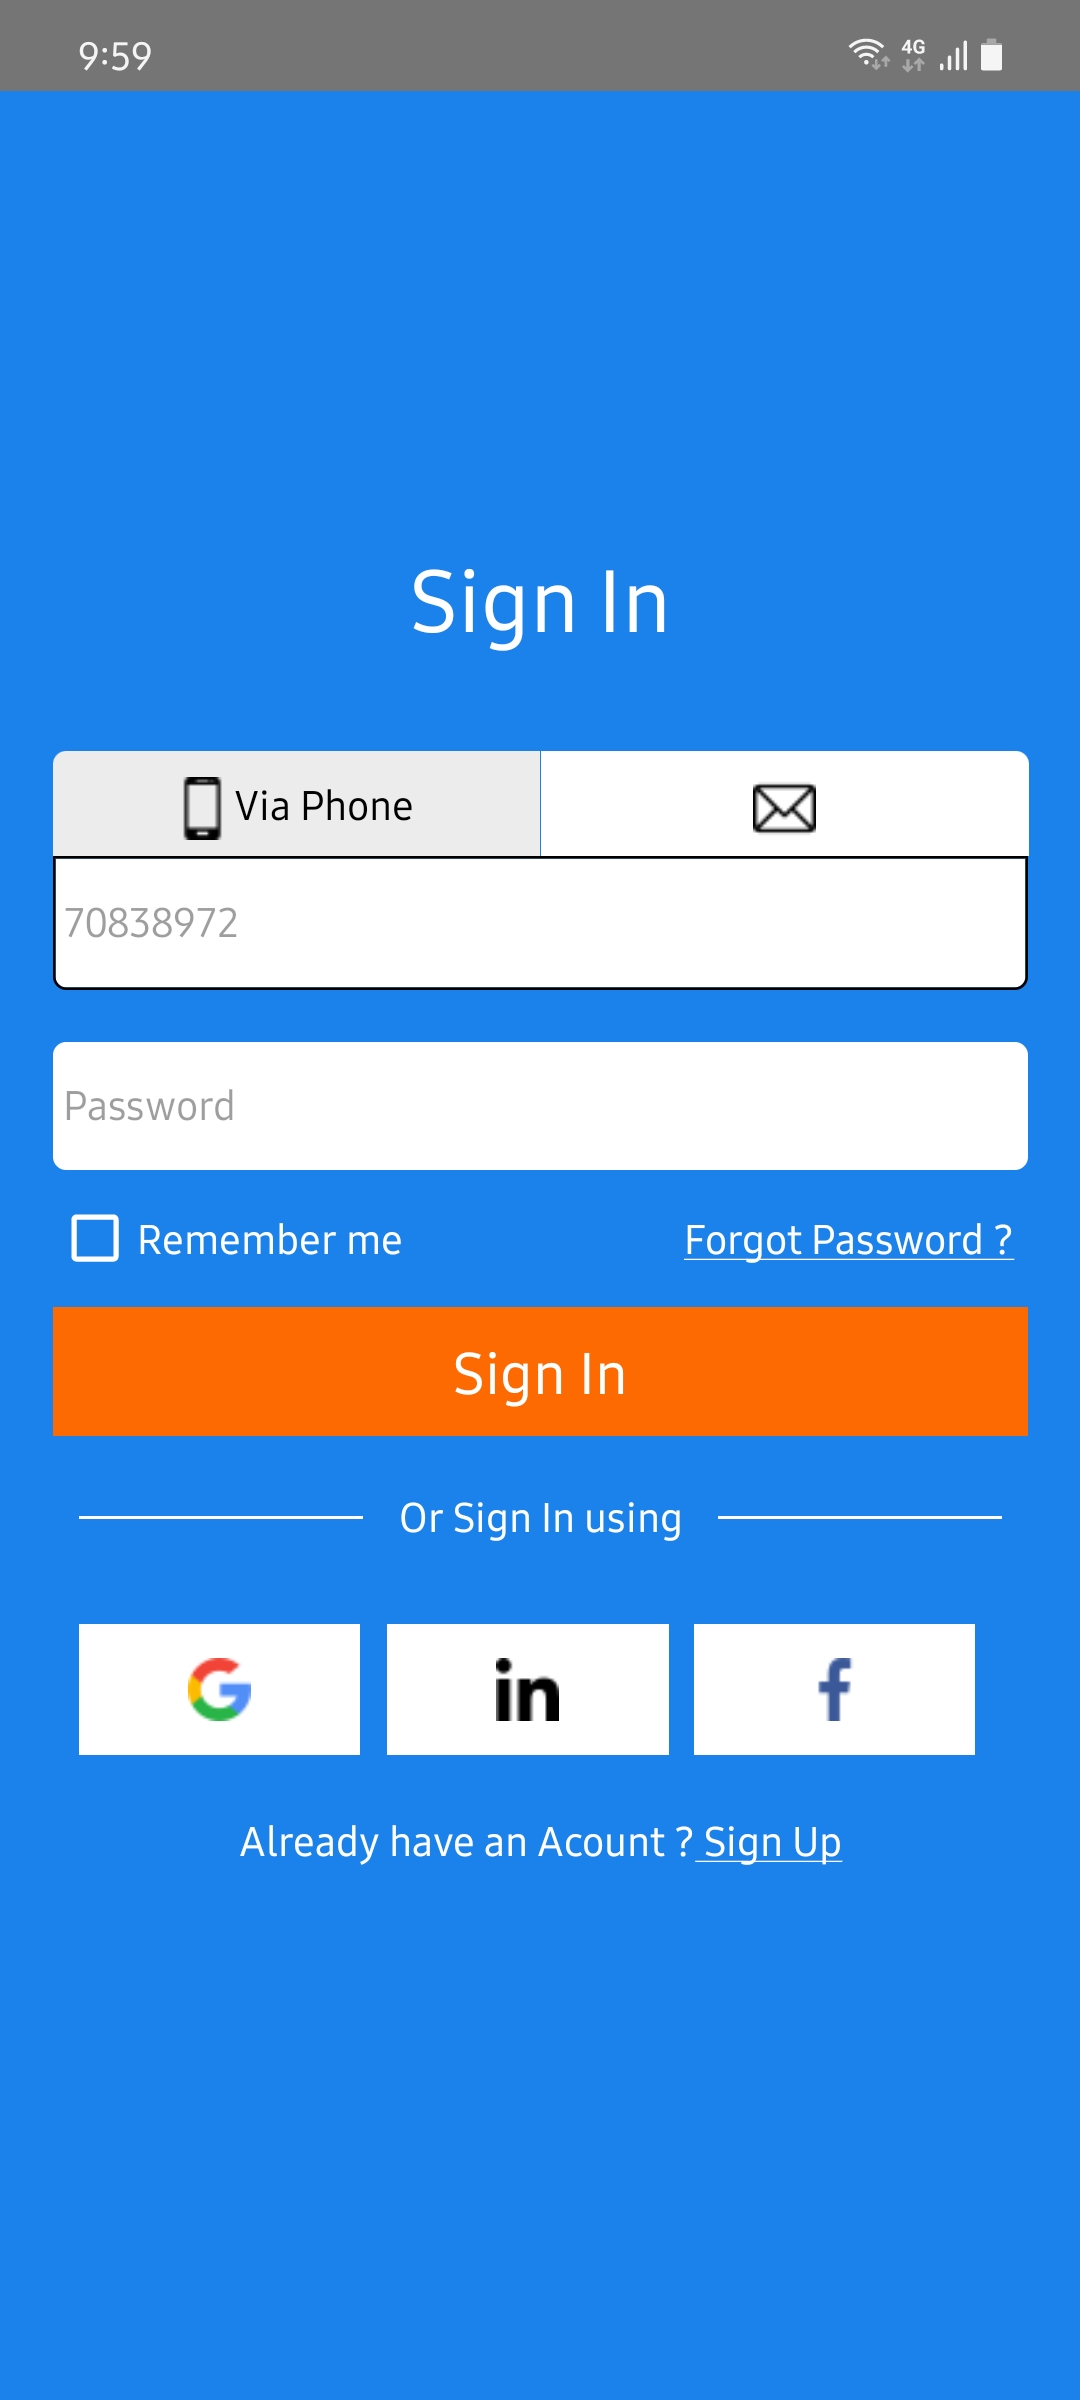 9:59 4G
Sign In
Via Phone
70838972
Password
Remember me Forgot Password ?
Sign In
Or Sign In using
G in f
Already have an Acount ? Sign Up